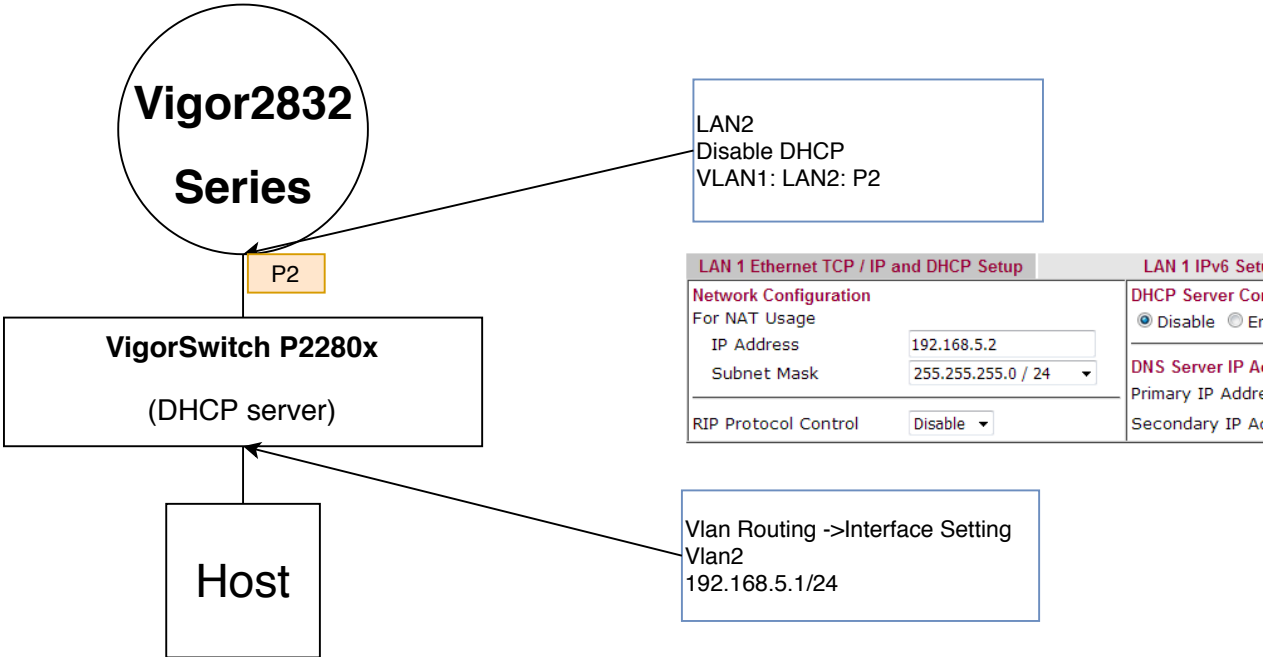 Vigor2832
Series
P2
VigorSwitch P2280x
(DHCP server)
Host
LAN2
Disable DHCP
VLAN1: LAN2: P2
LAN 1 Ethernet TCP / IP and DHCP Setup
LAN 1 IPv6 Setu
Network Configuration
For NAT Usage
IP Address 192.168.5.2
Subnet Mask 255.255.255.0 / 24
RIP Protocol Control Disable
DHCP Server Co
Disable E
DNS Server IP A
Primary IP Addre
Secondary IP A
Vlan Routing ->Interface Setting
Vlan2
192.168.5.1/24